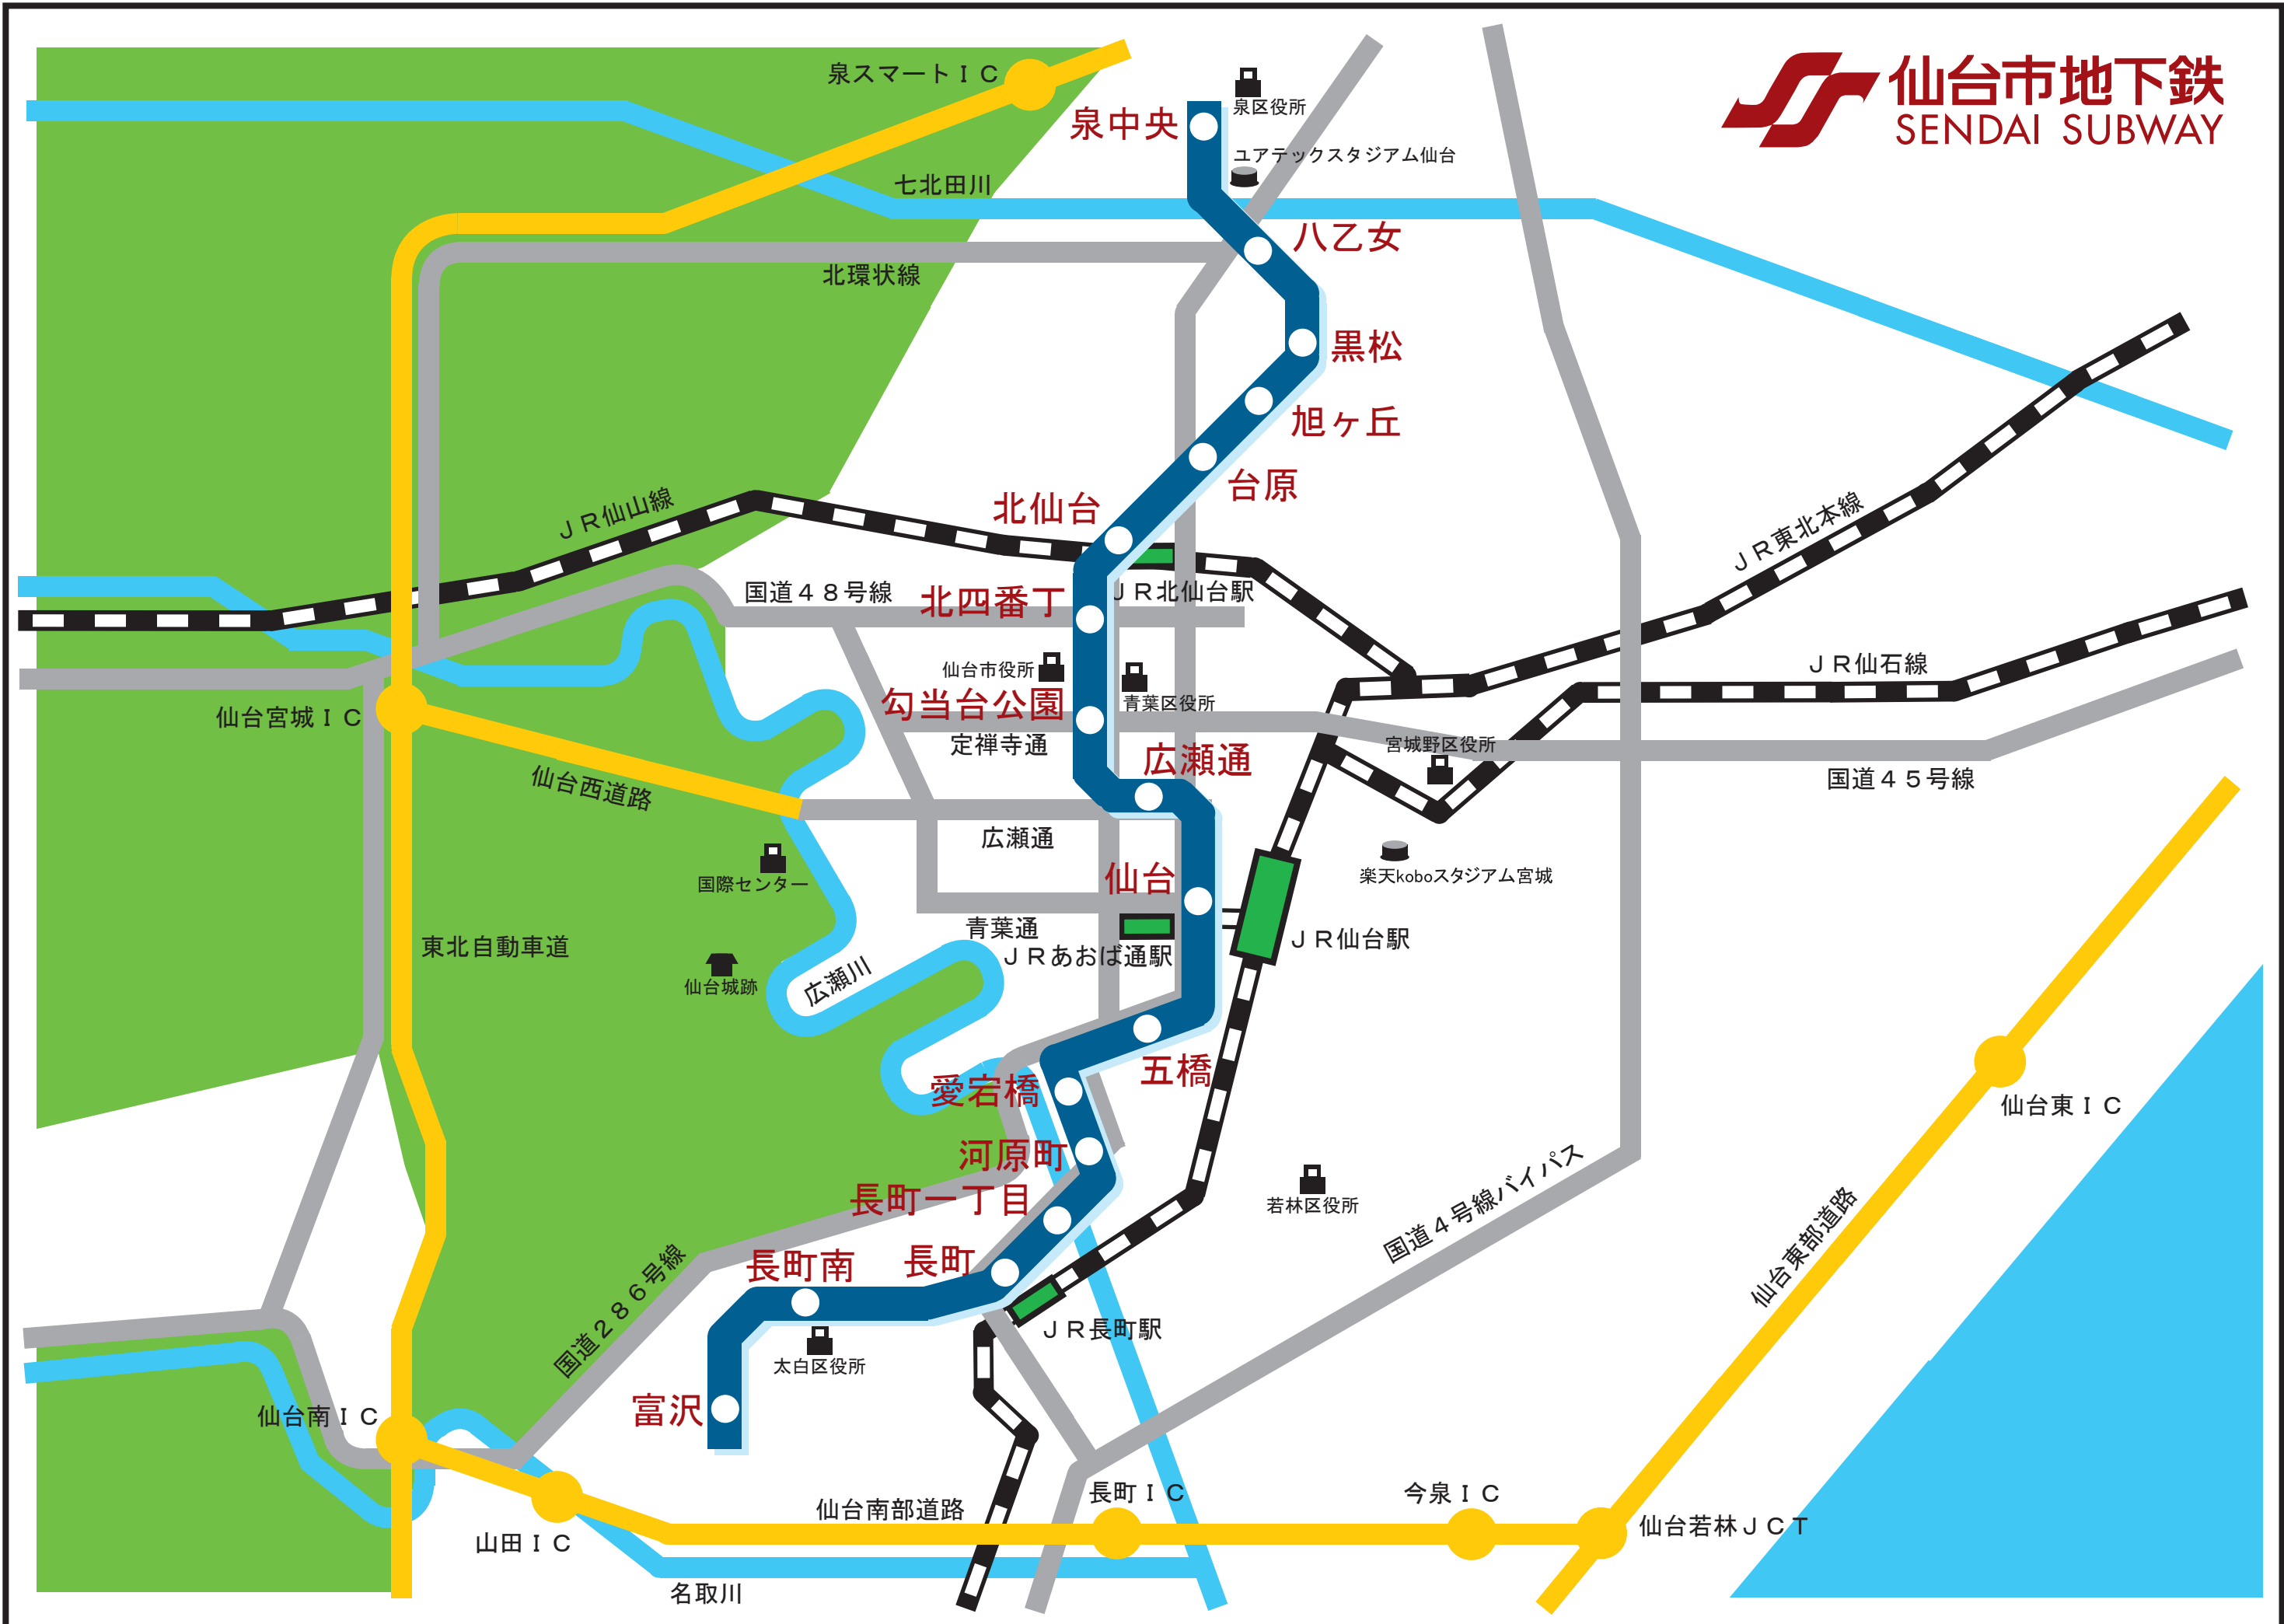 仙台市地下鉄
SENDAI SUBWAY
泉スマートIC
泉中央
泉区役所
ユアテックスタジアム仙台
七北田川
八乙女
北環状線
黒松
旭ヶ丘
台原
北仙台
JR仙山線
JR東北本線
国道48号線
北四番丁
JR北仙台駅
仙台市役所
青葉区役所
JR仙石線
勾当台公園
定禅寺通
仙台宮城IC
広瀬通
宮城野区役所
国道45号線
仙台西道路
広瀬通
国際センター
仙台
楽天koboスタジアム宮城
青葉通
JRあおば通駅
JR仙台駅
東北自動車道
仙台城跡
広瀬川
五橋
愛宕橋
仙台東IC
河原町
長町一丁目
若林区役所
国道4号線バイパス
仙台東部道路
長町南
長町
国道286号線
JR長町駅
太白区役所
富沢
仙台南IC
長町IC
今泉IC
仙台南部道路
仙台若林JCT
山田IC
名取川